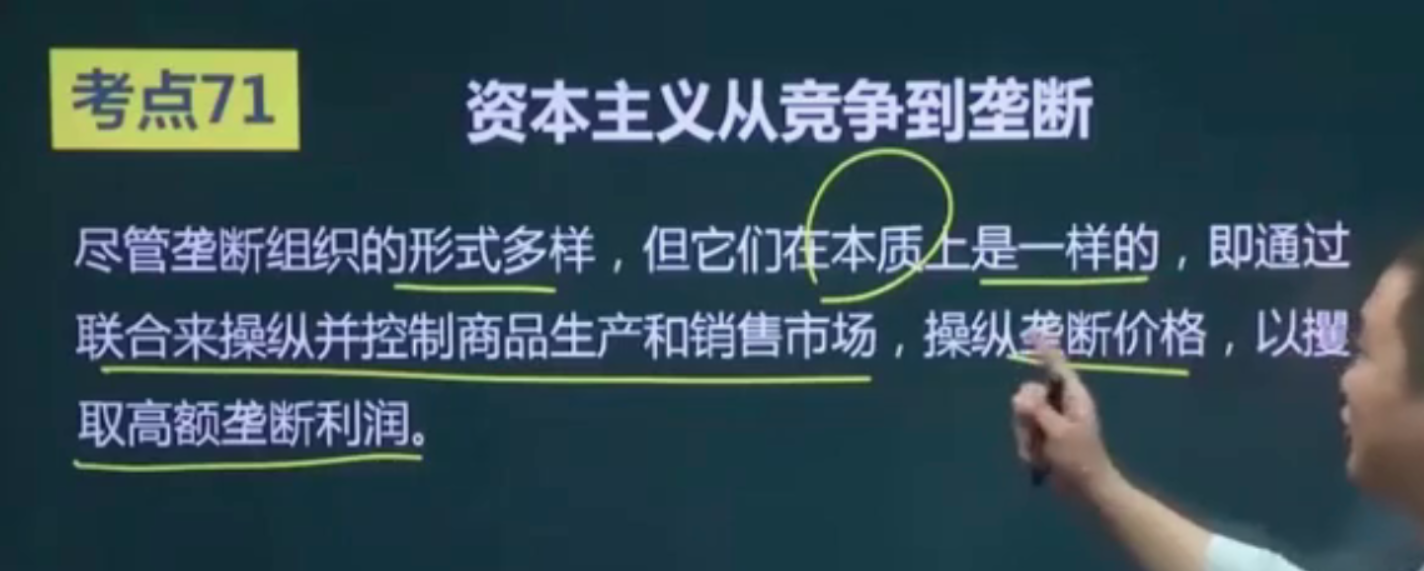 考点71
资本主义从竞争到垄断
尽管垄断组织的形式多样，但它们在本质上是一样的，即通过
联合来操纵并控制商品生产和销售市场，操纵垄断价格，以攫
取高额垄断利润。